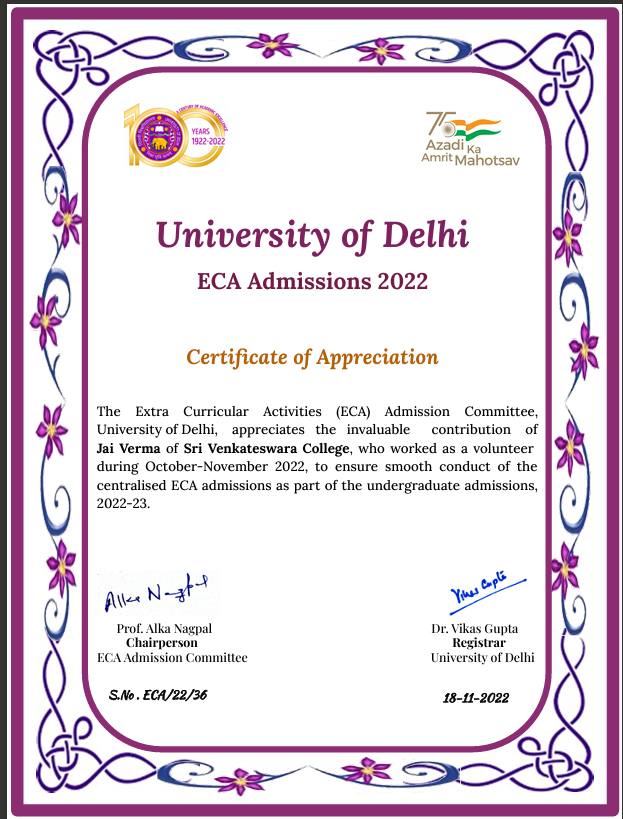 A CENTURY OF ACADEMIC EXCELLENCE
100
YEARS
1922-2022
75
Azadi Ka
Amrit Mahotsav
University of Delhi
ECA Admissions 2022
Certificate of Appreciation
The Extra Curricular Activities (ECA) Admission Committee,
University of Delhi, appreciates the invaluable contribution of
Jai Verma of Sri Venkateswara College, who worked as a volunteer
during October-November 2022, to ensure smooth conduct of the
centralised ECA admissions as part of the undergraduate admissions,
2022-23.
Alka Nagpal
Vikas Gupta
Prof. Alka Nagpal
Dr. Vikas Gupta
Chairperson
Registrar
ECA Admission Committee
University of Delhi
S.No. ECA/22/36
18-11-2022